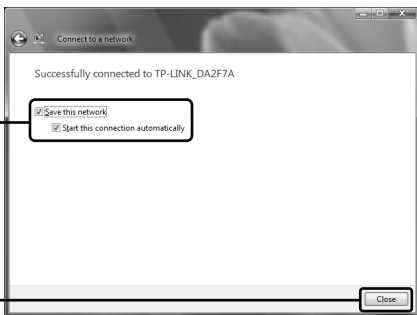 Connect to a network
Successfully connected to TP-LINK_DA2F7A
Save this network
Start this connection automatically
Close